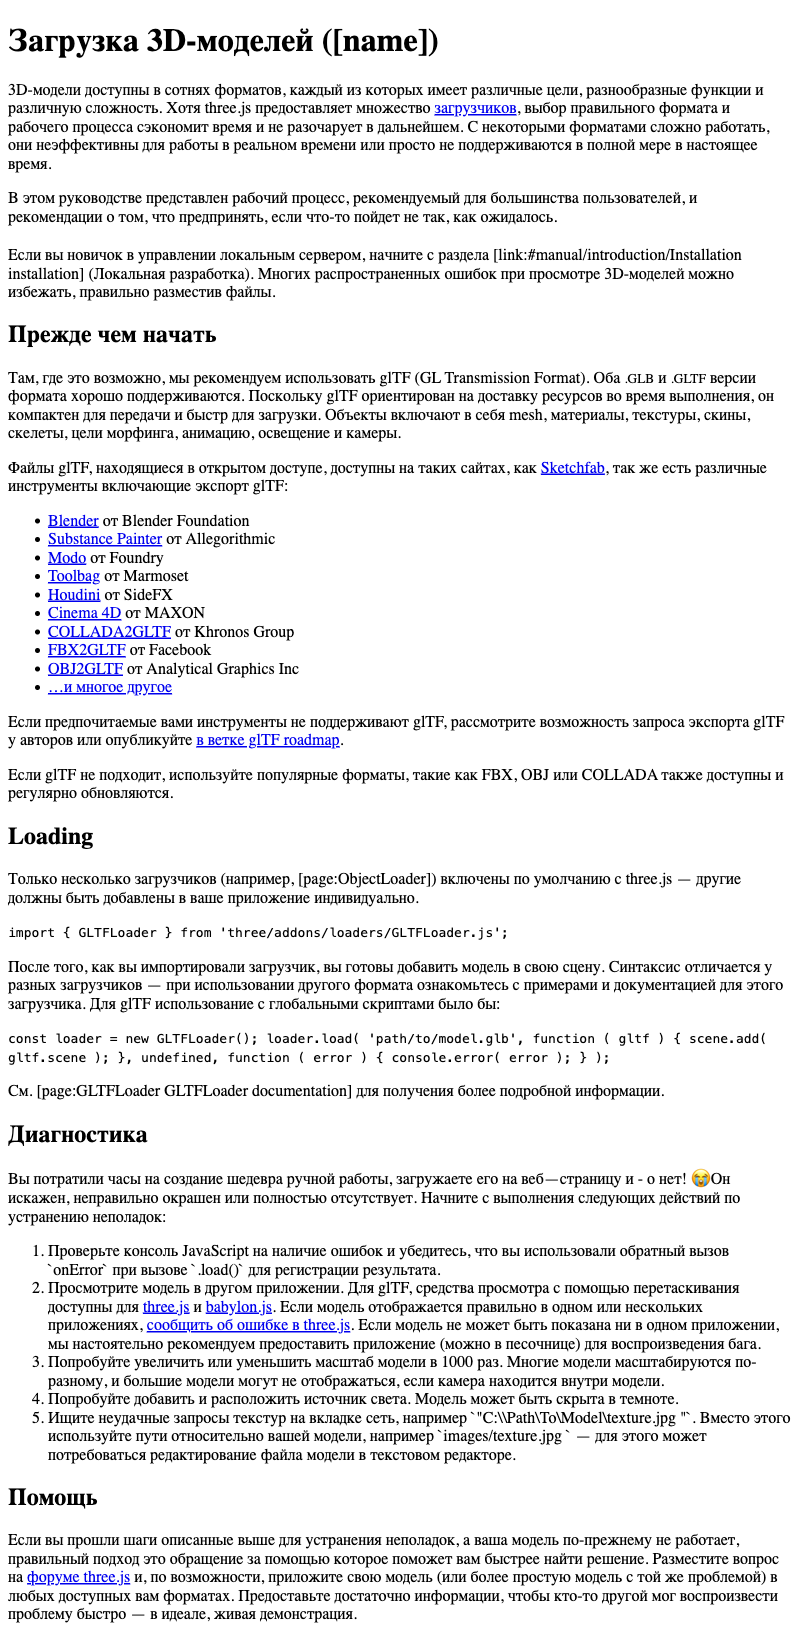 Загрузка 3D-моделей ([name])
3D-модели доступны в сотнях форматов, каждый из которых имеет различные цели, разнообразные функции и
различную сложность. Хотя three.js предоставляет множество загрузчиков, выбор правильного формата и
рабочего процесса сэкономит время и не разочарует в дальнейшем. С некоторыми форматами сложно работать,
они неэффективны для работы в реальном времени или просто не поддерживаются в полной мере в настоящее
время.
В этом руководстве представлен рабочий процесс, рекомендуемый для большинства пользователей, и
рекомендации о том, что предпринять, если что-то пойдет не так, как ожидалось.
Если вы новичок в управлении локальным сервером, начните с раздела [link:#manual/introduction/Installation
installation] (Локальная разработка). Многих распространенных ошибок при просмотре 3D-моделей можно
избежать, правильно разместив файлы.
Прежде чем начать
Там, где это возможно, мы рекомендуем использовать glTF (GL Transmission Format). Оба .GLB и .GLTF версии
формата хорошо поддерживаются. Поскольку glTF ориентирован на доставку ресурсов во время выполнения, он
компактен для передачи и быстр для загрузки. Объекты включают в себя mesh, материалы, текстуры, скины,
скелеты, цели морфинга, анимацию, освещение и камеры.
Файлы glTF, находящиеся в открытом доступе, доступны на таких сайтах, как Sketchfab, так же есть различные
инструменты включающие экспорт glTF:
• Blender от Blender Foundation
• Substance Painter от Allegorithmic
• Modo от Foundry
• Toolbag от Marmoset
• Houdini от SideFX
• Cinema 4D от MAXON
• COLLADA2GLTF от Khronos Group
• FBX2GLTF от Facebook
• OBJ2GLTF от Analytical Graphics Inc
• …и многое другое
Если предпочитаемые вами инструменты не поддерживают glTF, рассмотрите возможность запроса экспорта glTF
у авторов или опубликуйте в ветке glTF roadmap.
Если glTF не подходит, используйте популярные форматы, такие как FBX, OBJ или COLLADA также доступны и
регулярно обновляются.
Loading
Только несколько загрузчиков (например, [page:ObjectLoader]) включены по умолчанию с three.js — другие
должны быть добавлены в ваше приложение индивидуально.
import { GLTFLoader } from 'three/addons/loaders/GLTFLoader.js';
После того, как вы импортировали загрузчик, вы готовы добавить модель в свою сцену. Синтаксис отличается у
разных загрузчиков — при использовании другого формата ознакомьтесь с примерами и документацией для этого
загрузчика. Для glTF использование с глобальными скриптами было бы:
const loader = new GLTFLoader(); loader.load( 'path/to/model.glb', function ( gltf ) { scene.add(
gltf.scene ); }, undefined, function ( error ) { console.error( error ); } );
См. [page:GLTFLoader GLTFLoader documentation] для получения более подробной информации.
Диагностика
Вы потратили часы на создание шедевра ручной работы, загружаете его на веб—страницу и - о нет! 😭Он
искажен, неправильно окрашен или полностью отсутствует. Начните с выполнения следующих действий по
устранению неполадок:
1. Проверьте консоль JavaScript на наличие ошибок и убедитесь, что вы использовали обратный вызов
`onError` при вызове `.load()` для регистрации результата.
2. Просмотрите модель в другом приложении. Для glTF, средства просмотра с помощью перетаскивания
доступны для three.js и babylon.js. Если модель отображается правильно в одном или нескольких
приложениях, сообщить об ошибке в three.js. Если модель не может быть показана ни в одном приложении,
мы настоятельно рекомендуем предоставить приложение (можно в песочнице) для воспроизведения бага.
3. Попробуйте увеличить или уменьшить масштаб модели в 1000 раз. Многие модели масштабируются по-
разному, и большие модели могут не отображаться, если камера находится внутри модели.
4. Попробуйте добавить и расположить источник света. Модель может быть скрыта в темноте.
5. Ищите неудачные запросы текстур на вкладке сеть, например `"C:\\Path\To\Model\texture.jpg "`. Вместо этого
используйте пути относительно вашей модели, например `images/texture.jpg ` — для этого может
потребоваться редактирование файла модели в текстовом редакторе.
Помощь
Если вы прошли шаги описанные выше для устранения неполадок, а ваша модель по-прежнему не работает,
правильный подход это обращение за помощью которое поможет вам быстрее найти решение. Разместите вопрос
на форуме three.js и, по возможности, приложите свою модель (или более простую модель с той же проблемой) в
любых доступных вам форматах. Предоставьте достаточно информации, чтобы кто-то другой мог воспроизвести
проблему быстро — в идеале, живая демонстрация.